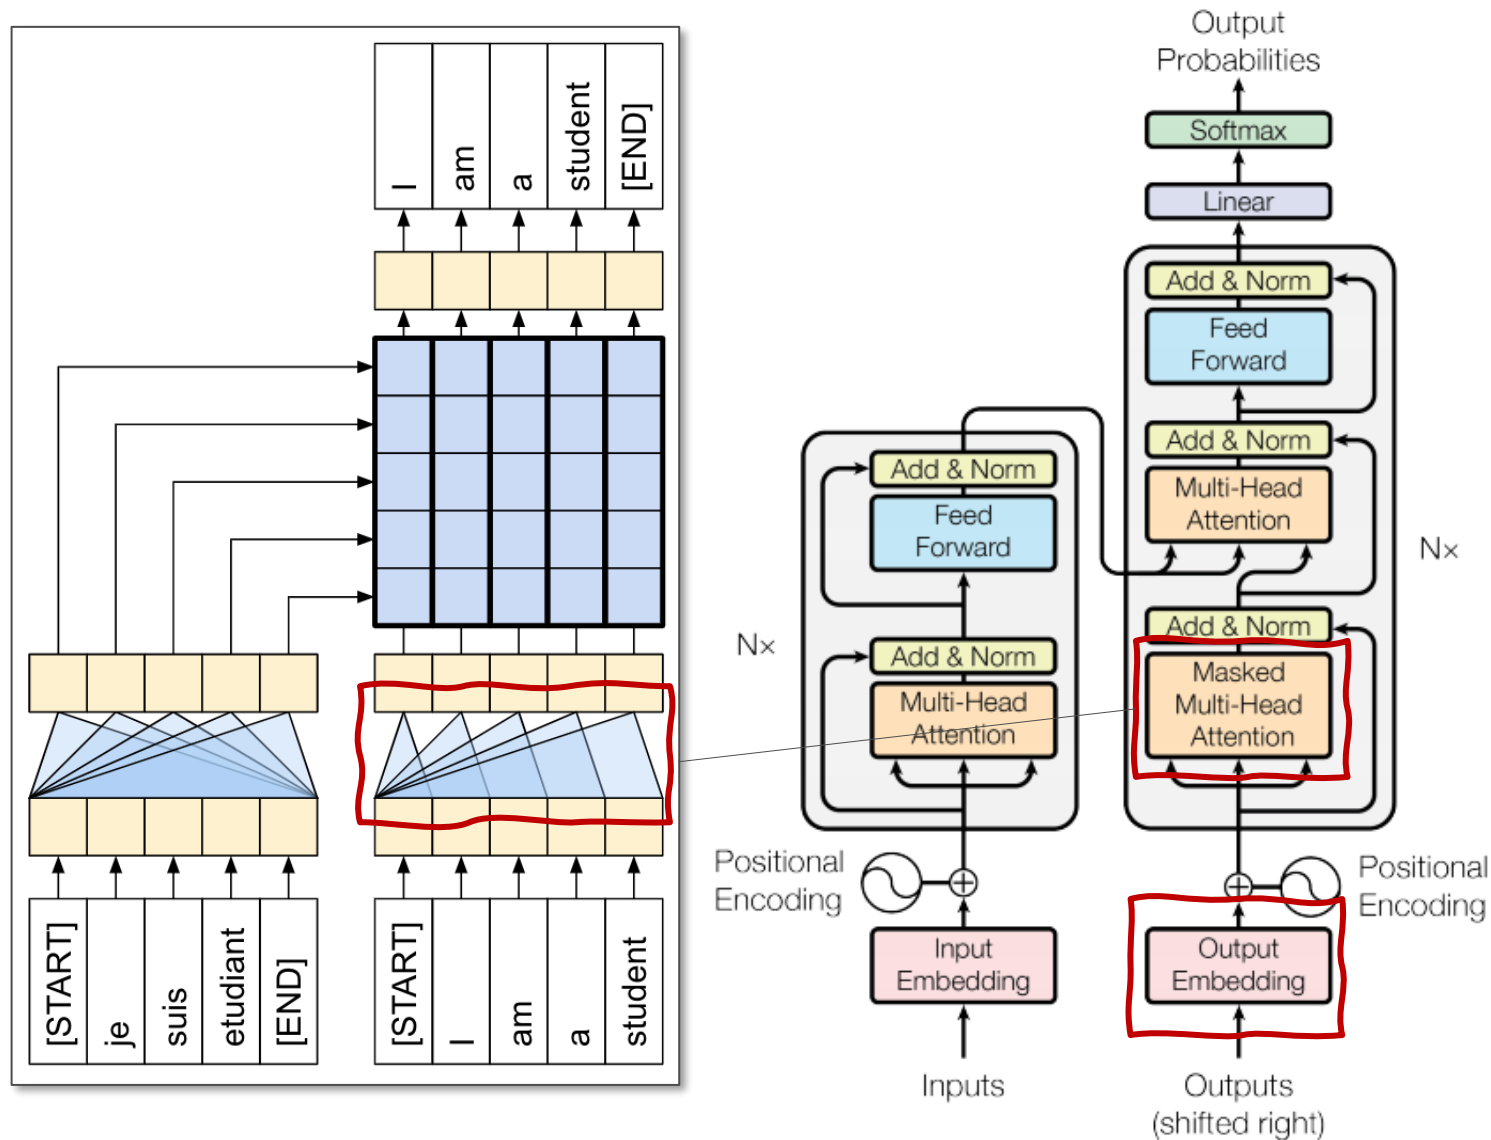 I
am
a
student
[END]
[START]
je
suis
etudiant
[END]
[START]
I
am
a
student
Output
Probabilities
Softmax
Linear
Add & Norm
Feed
Forward
Add & Norm
Multi-Head
Attention
Nx
Add & Norm
Masked
Multi-Head
Attention
Positional
Encoding
Output
Embedding
Outputs
(shifted right)
Add & Norm
Feed
Forward
Nx
Add & Norm
Multi-Head
Attention
Positional
Encoding
Input
Embedding
Inputs